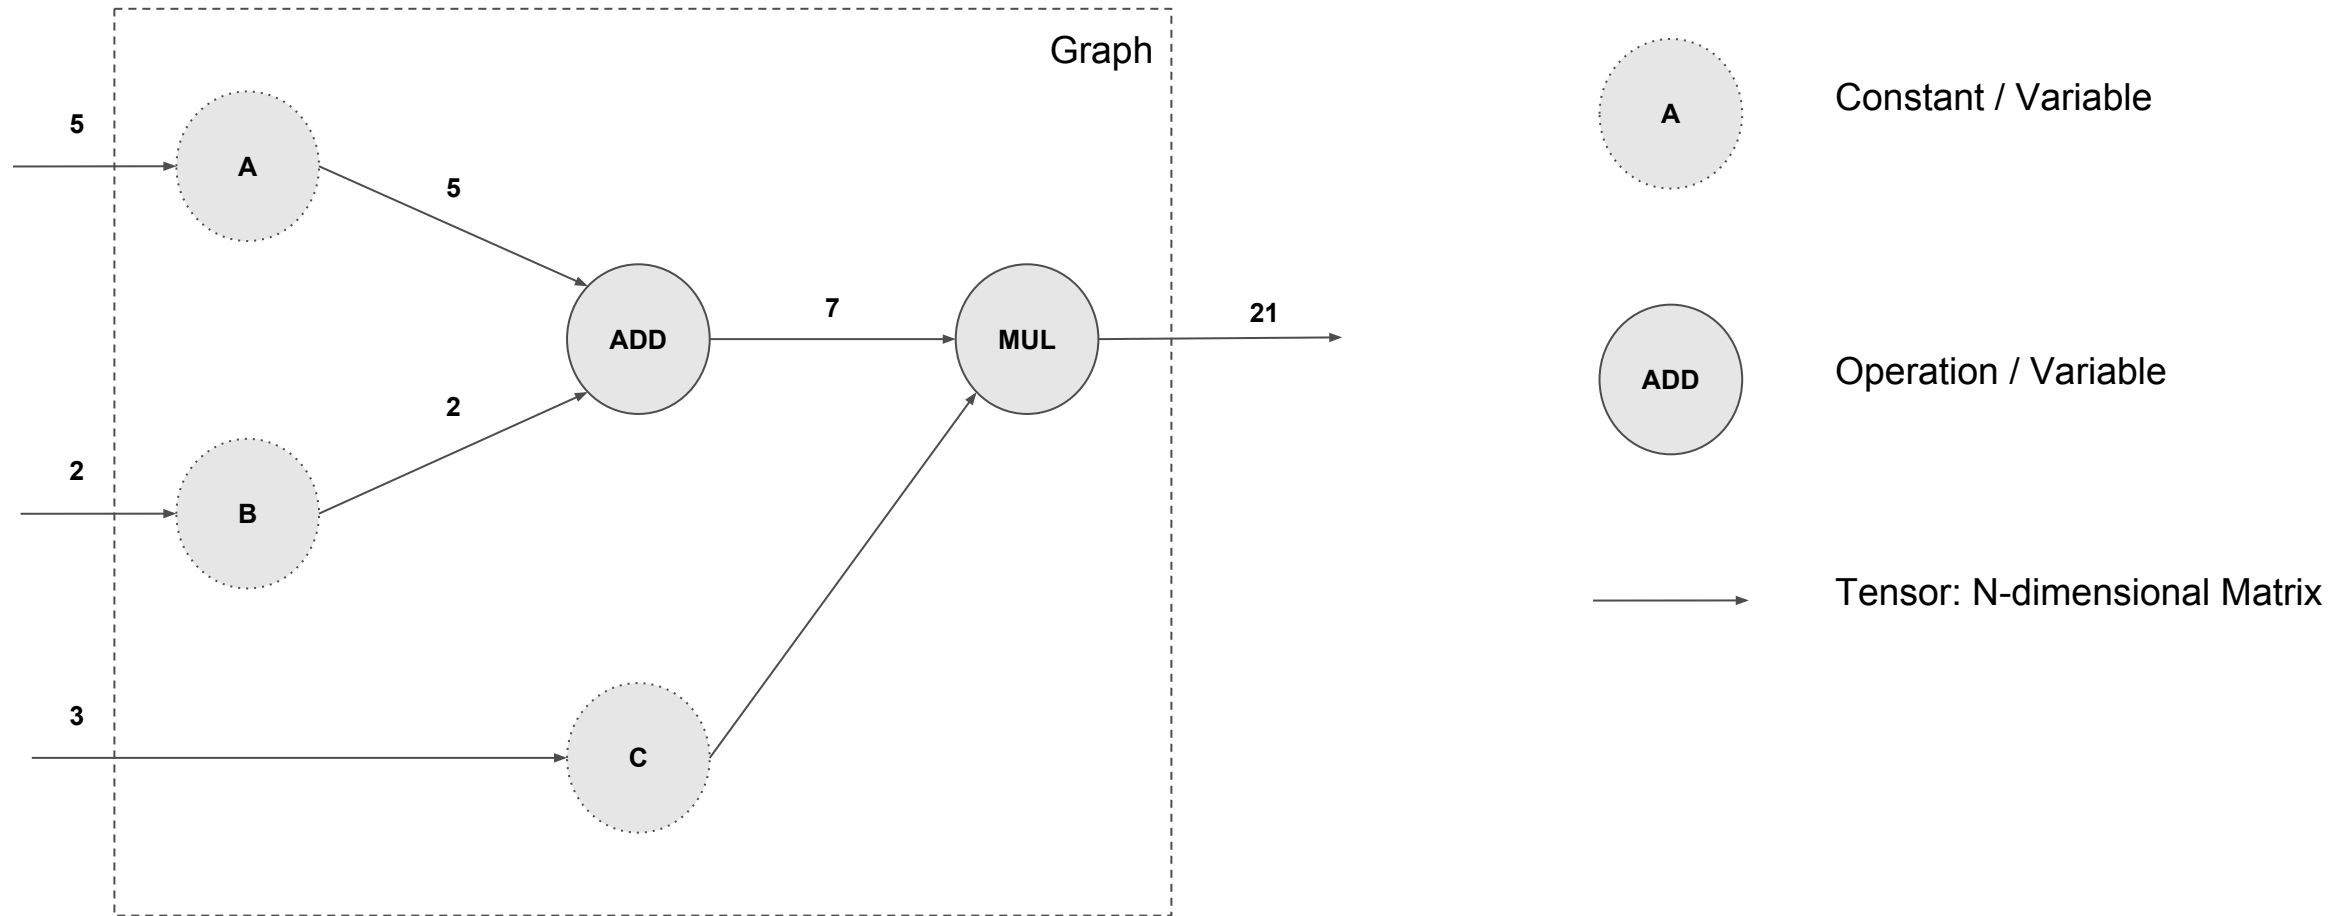 Graph
5
A
5
ADD
7
MUL
21
2
B
2
3
C
A
Constant / Variable
ADD
Operation / Variable
Tensor: N-dimensional Matrix